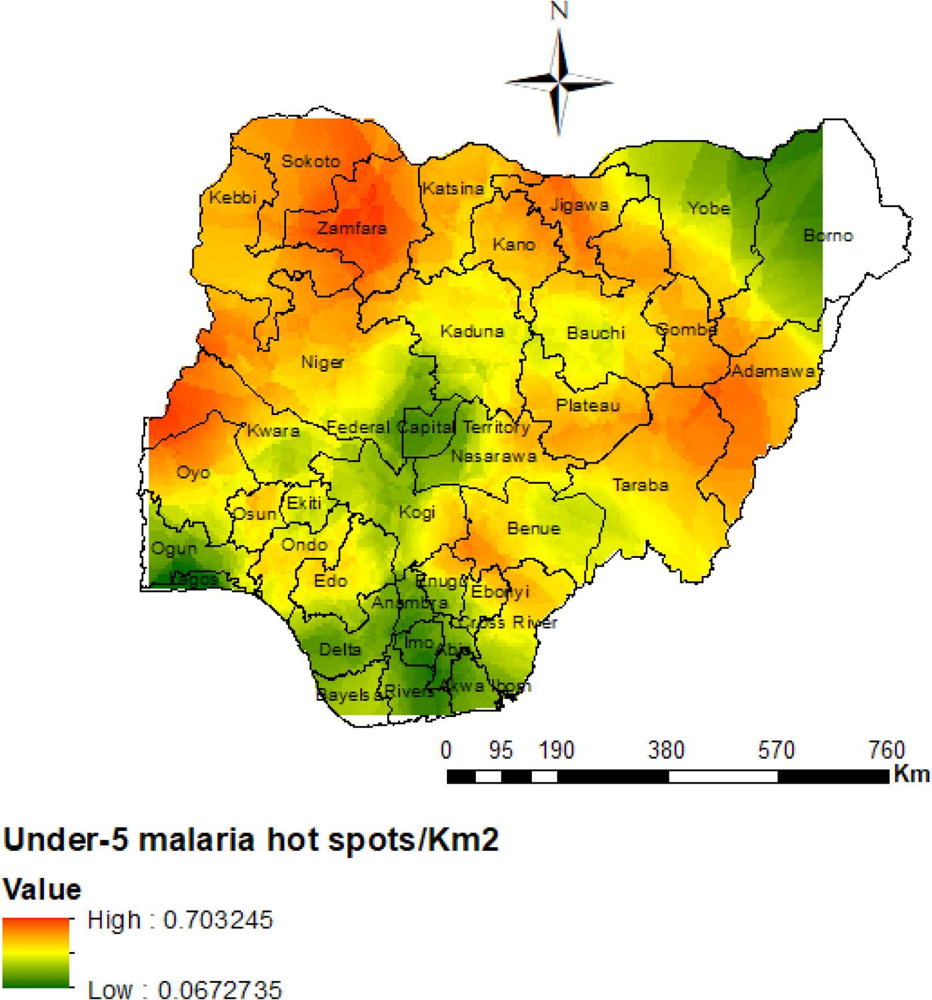 N
Sokoto
Katsina
Kebbi
Jigawa
Yobe
Zamfara
Borno
Kano
Kaduna
Bauchi
Gombe
Niger
Adamawa
Plateau
Kwara
Federal Capital Territory
Nasarawa
Oyo
Taraba
Ekiti
Osun
Kogi
Benue
Ondo
Ogun
Lagos
Edo
Enugu
Ebonyi
Anambra
Cross River
Imo
Abia
Delta
Akwa Ibom
Rivers
Bayelsa
0 95 190 380 570 760
Km
Under-5 malaria hot spots/Km2
Value
High : 0.703245
Low : 0.0672735